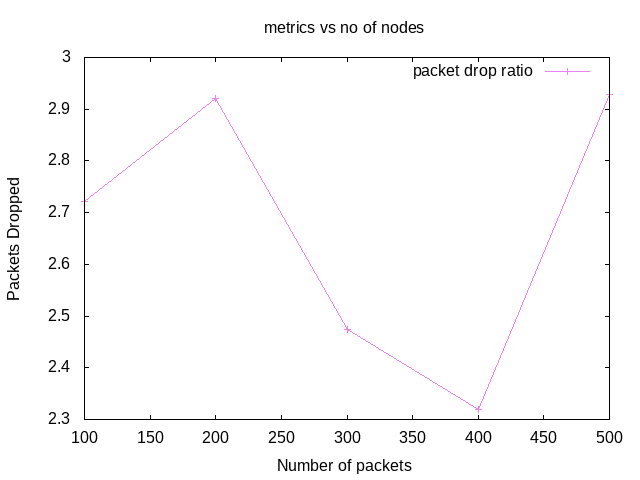 metrics vs no of nodes
packet drop ratio
Packets Dropped
3
2.9
2.8
2.7
2.6
2.5
2.4
2.3
100 150 200 250 300 350 400 450 500
Number of packets